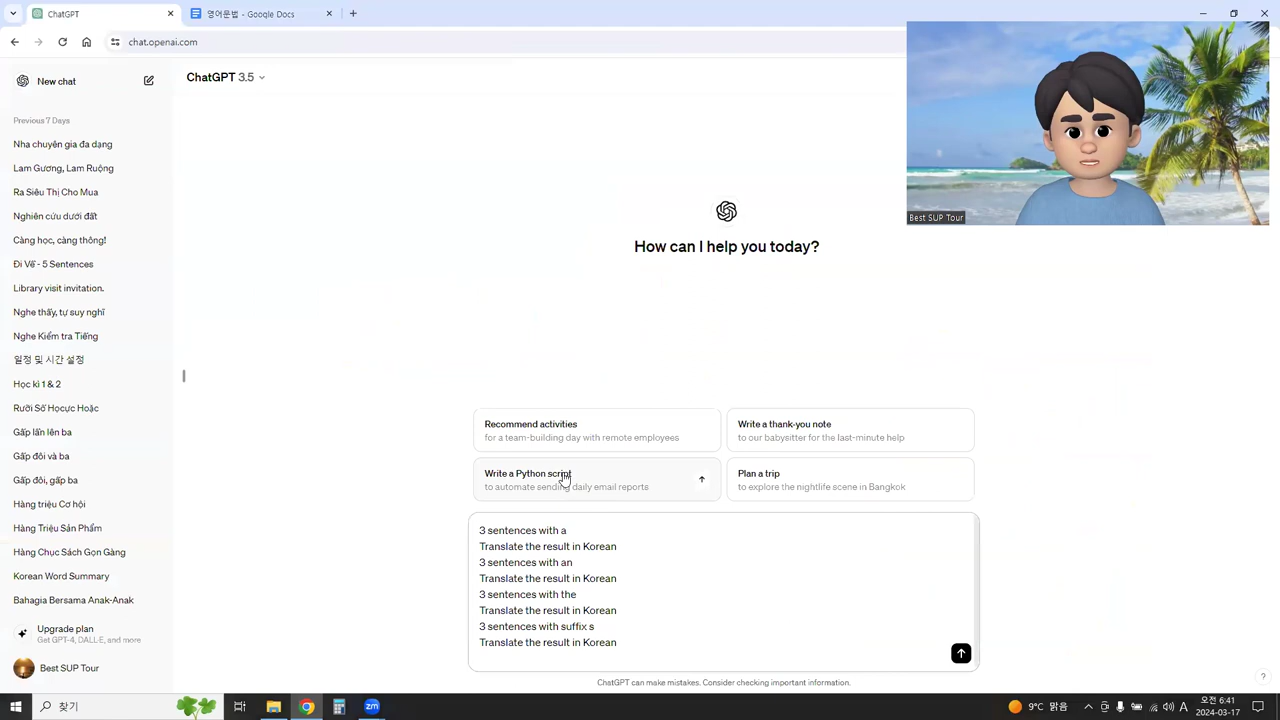 ChatGPT
영어문법 - Google Docs
chat.openai.com
New chat
ChatGPT 3.5
Previous 7 Days
Nha chuyên gia đa dạng
Lam Gương, Lam Ruộng
Ra Siêu Thị Cho Mua
Nghiên cứu dưới đất
Càng học, càng thông!
Đi Về - 5 Sentences
Library visit invitation.
Nghe thấy, tự suy nghĩ
Nghe Kiểm tra Tiếng
일정 및 시간 설정
Học kì 1 & 2
Rưỡi Số Họcực Hoặc
Gấp lấn lên ba
Gấp đôi và ba
Gấp đôi, gấp ba
Hàng triệu Cơ hội
Hàng Triệu Sản Phẩm
Hàng Chục Sách Gọn Gàng
Korean Word Summary
Bahagia Bersama Anak-Anak
Upgrade plan
Get GPT-4, DALL·E, and more
Best SUP Tour
Best SUP Tour
How can I help you today?
Recommend activities
for a team-building day with remote employees
Write a thank-you note
to our babysitter for the last-minute help
Write a Python script
to automate sending daily email reports
Plan a trip
to explore the nightlife scene in Bangkok
3 sentences with a
Translate the result in Korean
3 sentences with an
Translate the result in Korean
3 sentences with the
Translate the result in Korean
3 sentences with suffix s
Translate the result in Korean
ChatGPT can make mistakes. Consider checking important information.
?
찾기
zm
9°C 맑음
A
오전 6:41
2024-03-17